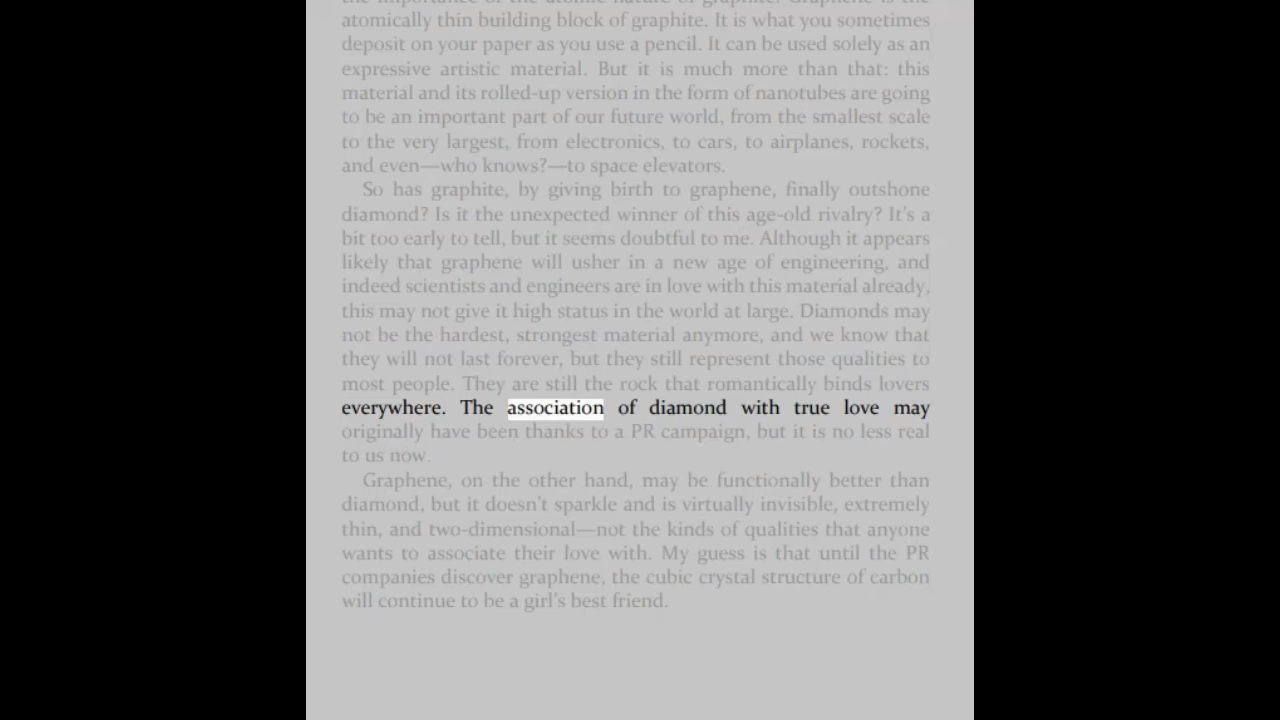 the importance of the atomic nature of graphite. Graphene is the
atomically thin building block of graphite. It is what you sometimes
deposit on your paper as you use a pencil. It can be used solely as an
expressive artistic material. But it is much more than that: this
material and its rolled-up version in the form of nanotubes are going
to be an important part of our future world, from the smallest scale
to the very largest, from electronics, to cars, to airplanes, rockets,
and even—who knows?—to space elevators.
So has graphite, by giving birth to graphene, finally outshone
diamond? Is it the unexpected winner of this age-old rivalry? It's a
bit too early to tell, but it seems doubtful to me. Although it appears
likely that graphene will usher in a new age of engineering, and
indeed scientists and engineers are in love with this material already,
this may not give it high status in the world at large. Diamonds may
not be the hardest, strongest material anymore, and we know that
they will not last forever, but they still represent those qualities to
most people. They are still the rock that romantically binds lovers
everywhere. The association of diamond with true love may
originally have been thanks to a PR campaign, but it is no less real
to us now.
Graphene, on the other hand, may be functionally better than
diamond, but it doesn't sparkle and is virtually invisible, extremely
thin, and two-dimensional—not the kinds of qualities that anyone
wants to associate their love with. My guess is that until the PR
companies discover graphene, the cubic crystal structure of carbon
will continue to be a girl's best friend.